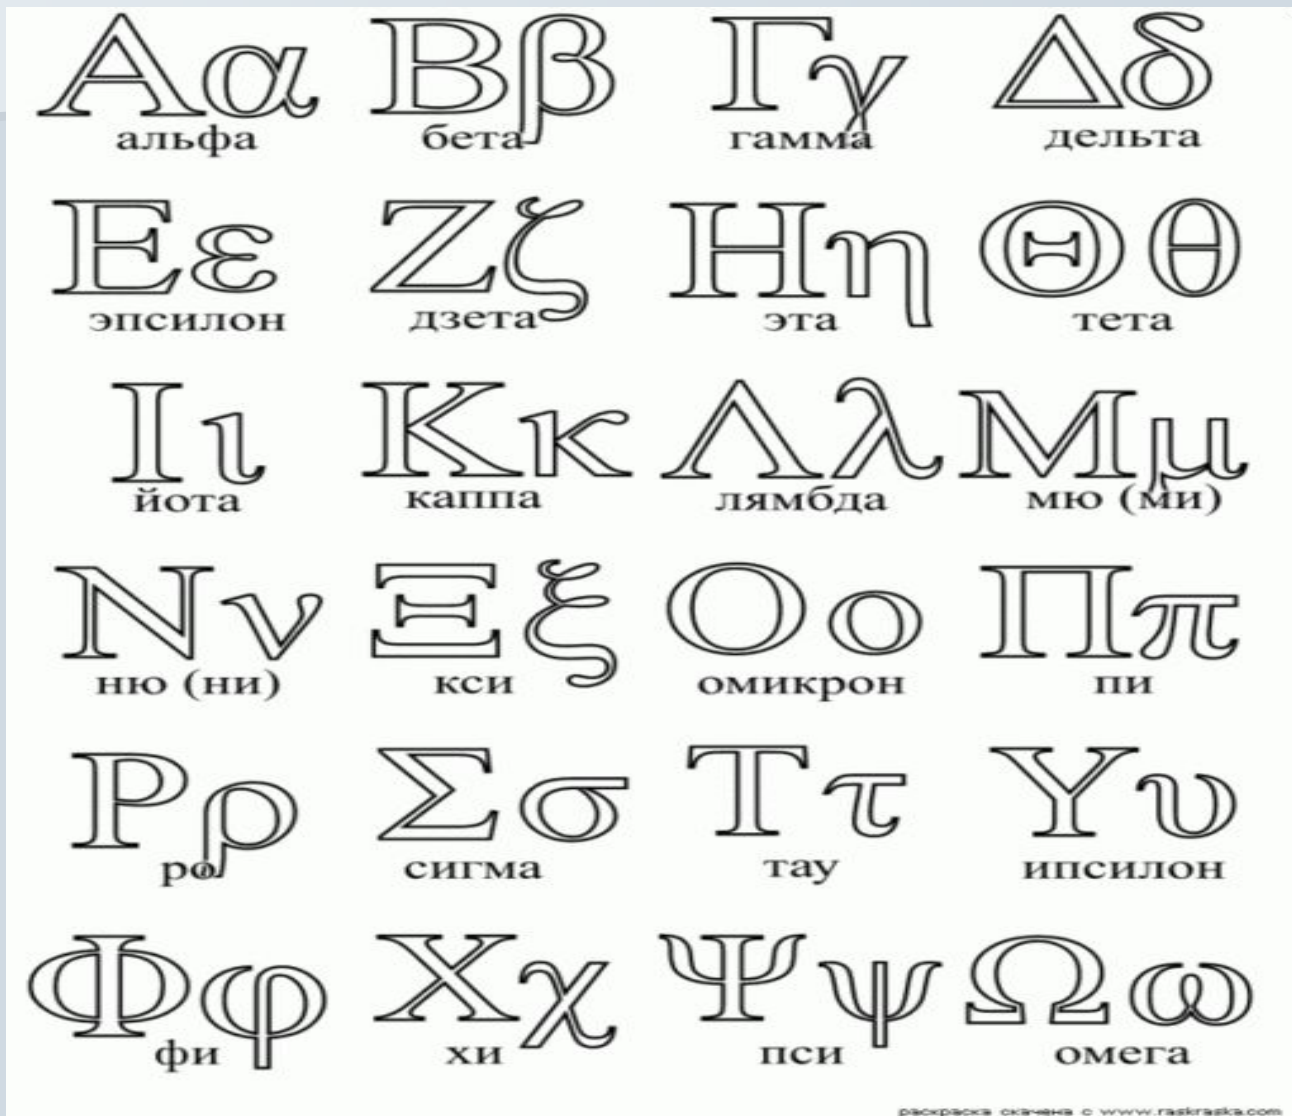 Αα Ββ Γγ Δδ
альфа бета гамма дельта
Εε Ζζ Ηη Θθ
эпсилон дзета эта тета
Ιι Κκ Λλ Μμ
йота каппа лямбда мю (ми)
Νν Ξξ Οο Ππ
ню (ни) кси омикрон пи
Ρρ Σσ Ττ Υυ
ро сигма тау ипсилон
Φφ Χχ Ψψ Ωω
фи хи пси омега
раскраска скачена с www.raskraska.com